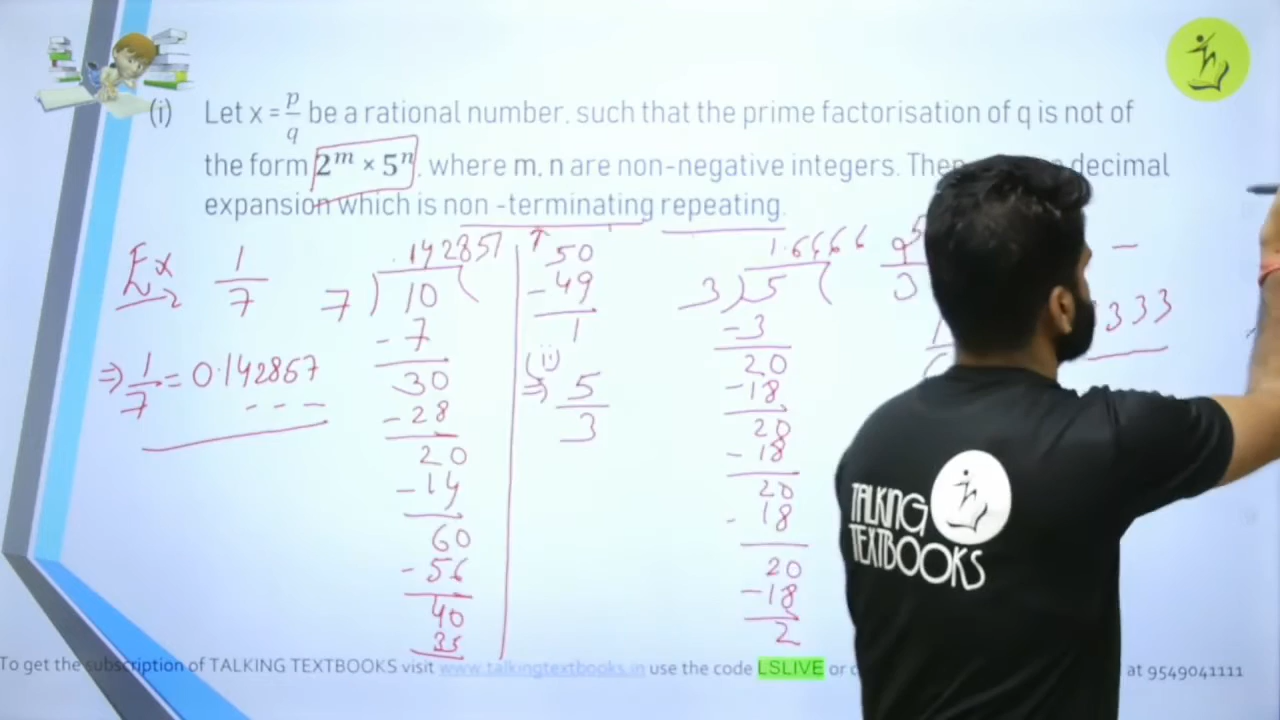 (i) Let x = p/q be a rational number, such that the prime factorisation of q is not of
the form 2^m × 5^n, where m, n are non-negative integers. Then decimal
expansion which is non -terminating repeating.
Ex 1/7
⇒ 1/7 = 0.142857 - - -
.142857
7 ) 10 (
- 7
30
- 28
20
- 14
60
- 56
40
35
50
- 49
1
(ii)
⇒ 5/3
1.6666
3 ) 5 (
- 3
20
- 18
20
- 18
20
- 18
20
- 18
2
3
333
TALKING
TEXTBOOKS
To get the subscription of TALKING TEXTBOOKS visit www.talkingtextbooks.in use the code LSLIVE or at 9549041111